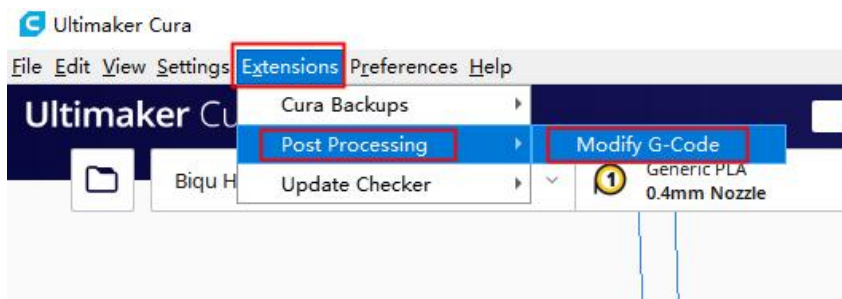 Ultimaker Cura
File Edit View Settings Extensions Preferences Help
Ultimaker Cu
Cura Backups
Post Processing
Modify G-Code
Biqu H
Update Checker
1
Generic PLA
0.4mm Nozzle